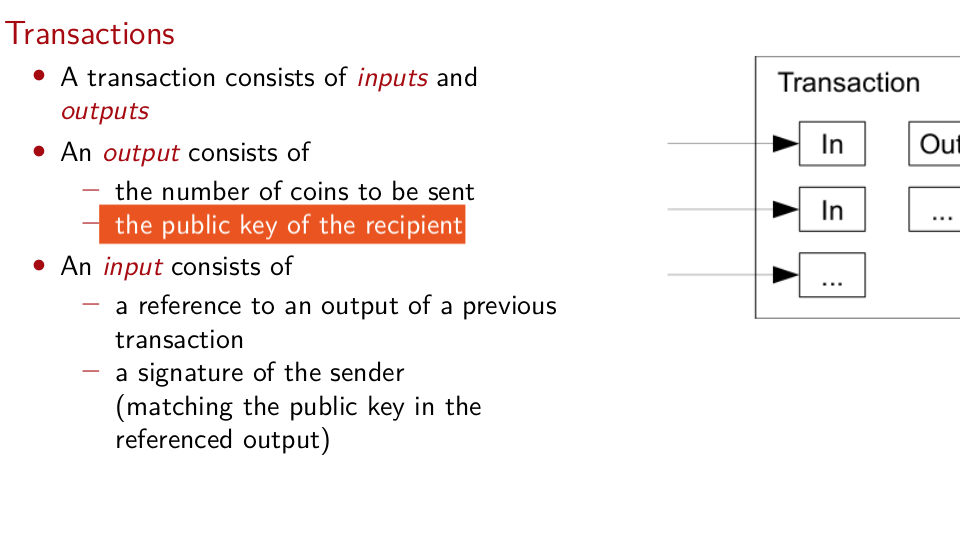 Transactions
• A transaction consists of inputs and
outputs
• An output consists of
– the number of coins to be sent
– the public key of the recipient
• An input consists of
– a reference to an output of a previous
transaction
– a signature of the sender
(matching the public key in the
referenced output)
Transaction
In Out
In ...
...